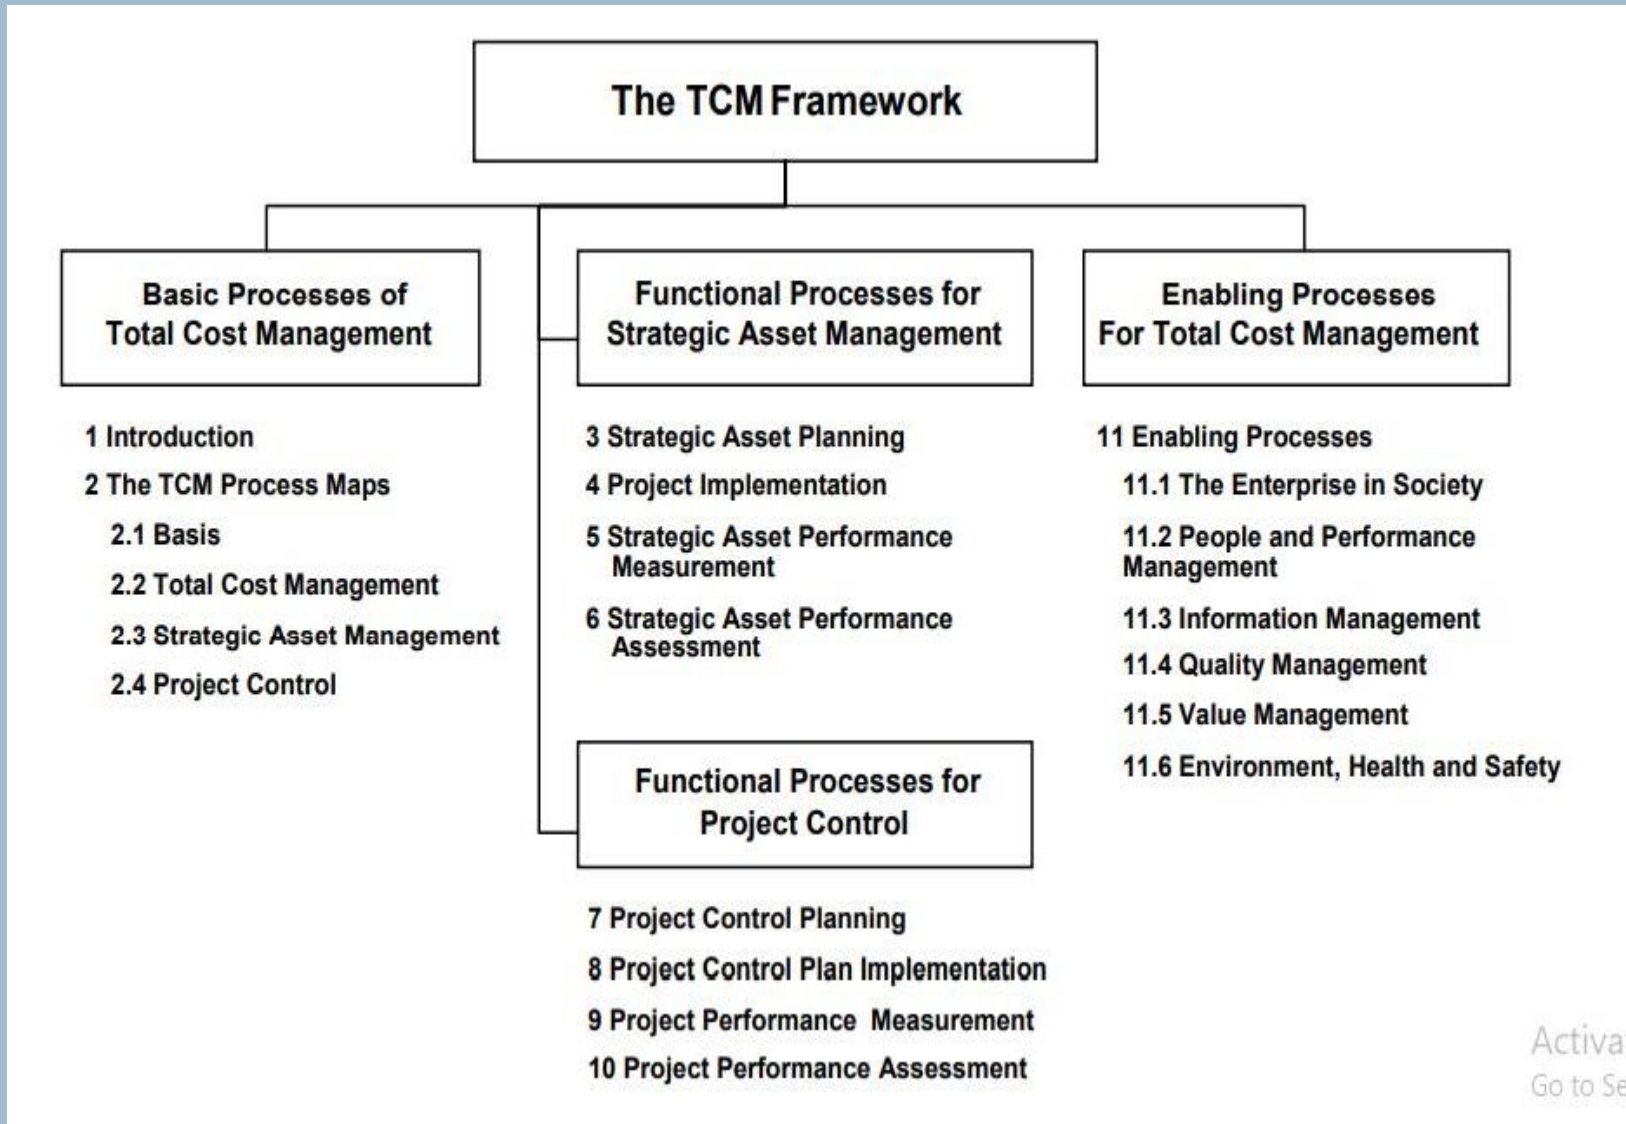 The TCM Framework
Basic Processes of
Total Cost Management
1 Introduction
2 The TCM Process Maps
2.1 Basis
2.2 Total Cost Management
2.3 Strategic Asset Management
2.4 Project Control
Functional Processes for
Strategic Asset Management
3 Strategic Asset Planning
4 Project Implementation
5 Strategic Asset Performance
Measurement
6 Strategic Asset Performance
Assessment
Functional Processes for
Project Control
7 Project Control Planning
8 Project Control Plan Implementation
9 Project Performance Measurement
10 Project Performance Assessment
Enabling Processes
For Total Cost Management
11 Enabling Processes
11.1 The Enterprise in Society
11.2 People and Performance
Management
11.3 Information Management
11.4 Quality Management
11.5 Value Management
11.6 Environment, Health and Safety
Activa
Go to Se